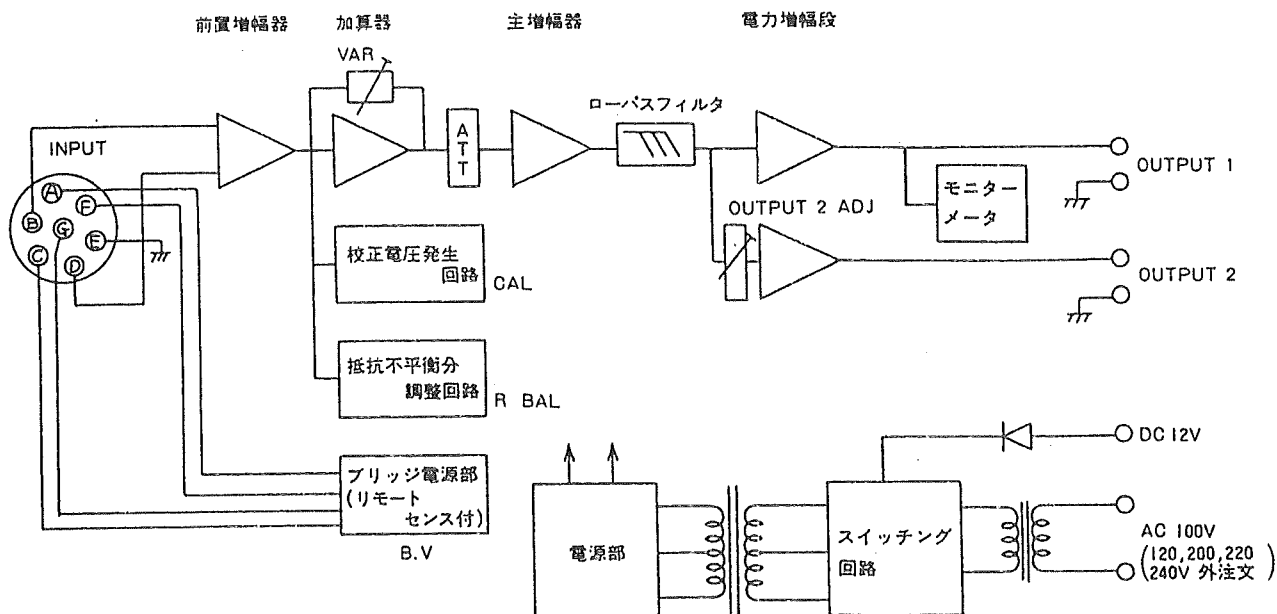 前置増幅器
加算器
主増幅器
電力増幅段
VAR
ローパスフィルタ
ATT
INPUT
A
F
B
G
E
C
D
OUTPUT 1
モニター
メータ
OUTPUT 2 ADJ
校正電圧発生
回路
CAL
OUTPUT 2
抵抗不平衡分
調整回路
R BAL
DC 12V
ブリッジ電源部
(リモート
センス付)
B.V
電源部
スイッチング
回路
AC 100V
(120,200,220
240V 外注文)